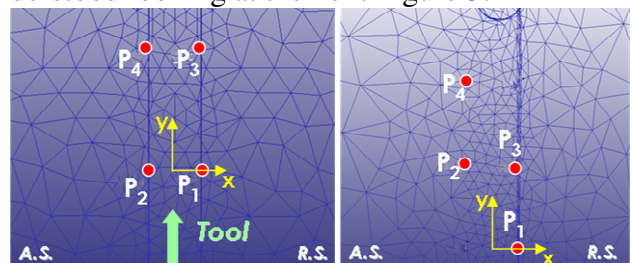 P4 P3
y
P2 P1 x
Tool
A.S. R.S.
P4
P2 P3
y
P1
A.S. x R.S.